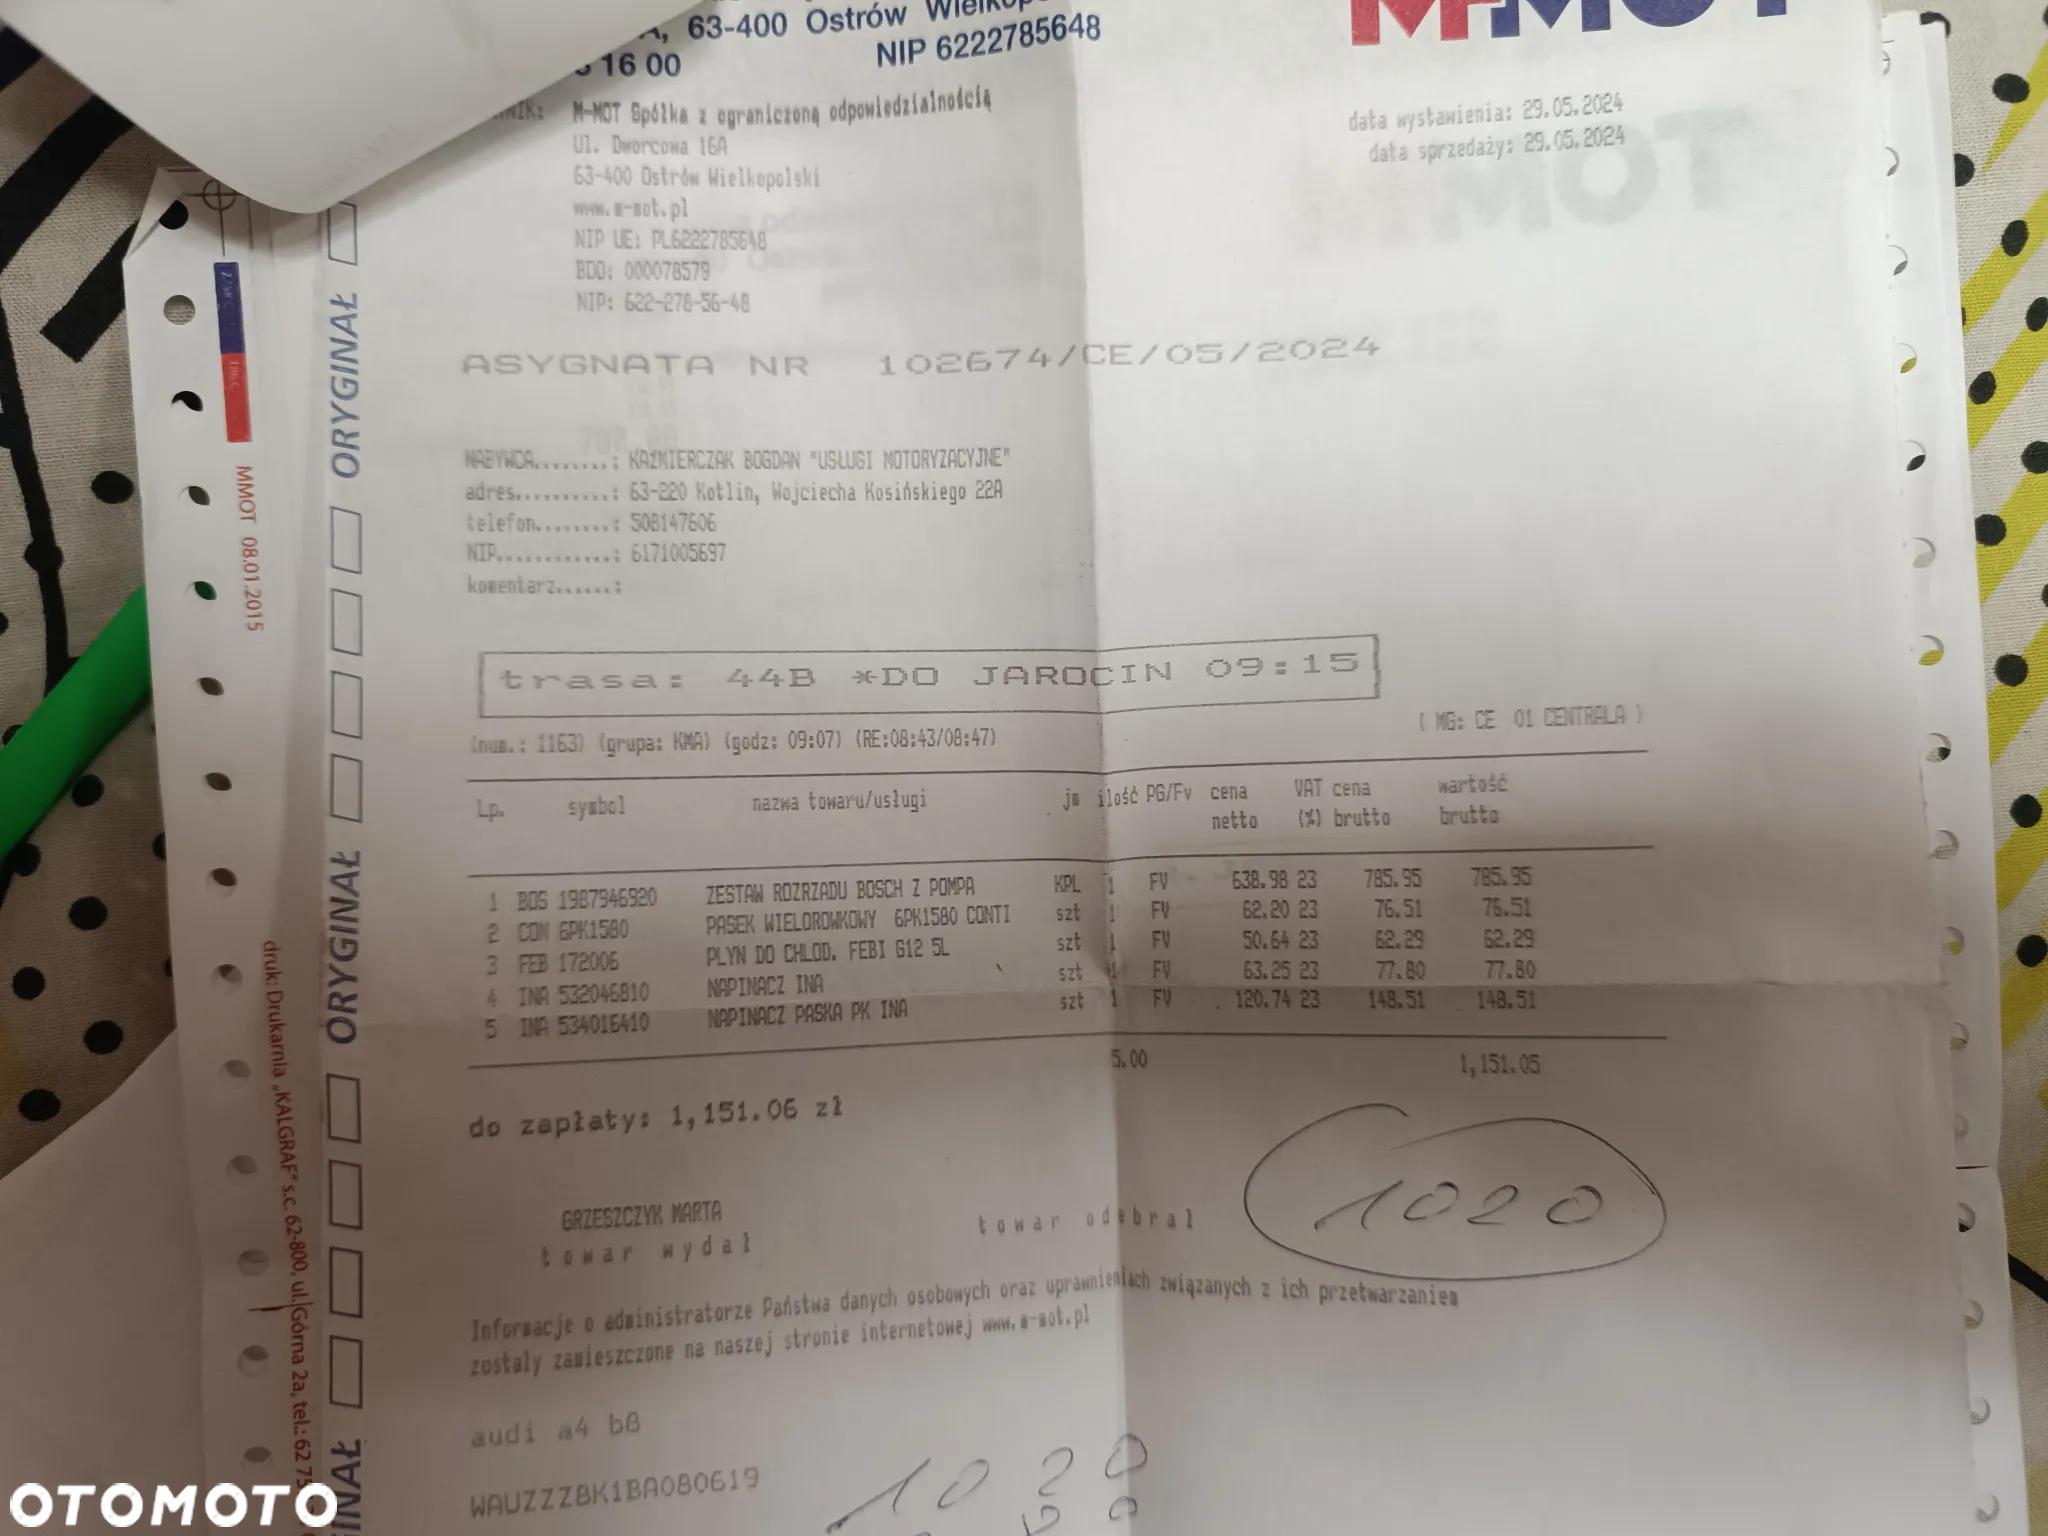 63-400 Ostrów Wielkop
16 00 NIP 6222785648
M-MOT
M-MOT Spółka z ograniczoną odpowiedzialnością
Ul. Dworcowa 16A
63-400 Ostrów Wielkopolski
www.m-mot.pl
NIP UE: PL6222785648
BDO: 000078579
NIP: 622-278-56-48
data wystawienia: 29.05.2024
data sprzedaży: 29.05.2024
ASYGNATA NR 102674/CE/05/2024
NABYWCA........: KAŹMIERCZAK BOGDAN "USŁUGI MOTORYZACYJNE"
adres..........: 63-220 Kotlin, Wojciecha Kosińskiego 22A
telefon........: 508147606
NIP............: 6171005697
komentarz......:
trasa: 44B *DO JAROCIN 09:15
(num.: 1163) (grupa: KMA) (godz: 09:07) (RE:08:43/08:47)
( MG: CE 01 CENTRALA )
Lp. symbol nazwa towaru/usługi jm ilość PG/Fv cena VAT cena wartość
netto (%) brutto brutto
1 BOS 1987946920 ZESTAW ROZRZADU BOSCH Z POMPA KPL 1 FV 638.98 23 785.95 785.95
2 CON 6PK1580 PASEK WIELOROWKOWY 6PK1580 CONTI szt 1 FV 62.20 23 76.51 76.51
3 FEB 172006 PLYN DO CHLOD. FEBI G12 5L szt 1 FV 50.64 23 62.29 62.29
4 INA 532046810 NAPINACZ INA szt 1 FV 63.25 23 77.80 77.80
5 INA 534016410 NAPINACZ PASKA PK INA szt 1 FV 120.74 23 148.51 148.51
5.00 1,151.05
do zapłaty: 1,151.06 zł
1020
GRZESZCZYK MARTA
towar wydał
towar odebrał
Informacje o administratorze Państwa danych osobowych oraz uprawnieniach związanych z ich przetwarzaniem
zostały zamieszczone na naszej stronie internetowej www.m-mot.pl
audi a4 b8
WAUZZZ8K1BA080619
1020
ORYGINAŁ
ORYGINAŁ
MMOT 08.01.2015
druk: Drukarnia „KALGRAF" s.c. 62-800, ul. Górna 2a, tel.: 62 75
OTOMOTO